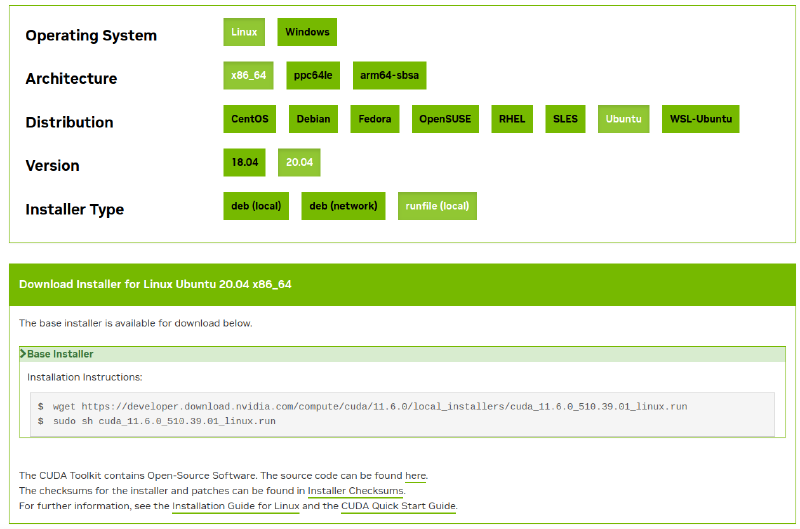 Operating System Linux Windows
Architecture x86_64 ppc64le arm64-sbsa
Distribution CentOS Debian Fedora OpenSUSE RHEL SLES Ubuntu WSL-Ubuntu
Version 18.04 20.04
Installer Type deb (local) deb (network) runfile (local)
Download Installer for Linux Ubuntu 20.04 x86_64
The base installer is available for download below.
Base Installer
Installation Instructions:
$ wget https://developer.download.nvidia.com/compute/cuda/11.6.0/local_installers/cuda_11.6.0_510.39.01_linux.run
$ sudo sh cuda_11.6.0_510.39.01_linux.run
The CUDA Toolkit contains Open-Source Software. The source code can be found here.
The checksums for the installer and patches can be found in Installer Checksums.
For further information, see the Installation Guide for Linux and the CUDA Quick Start Guide.